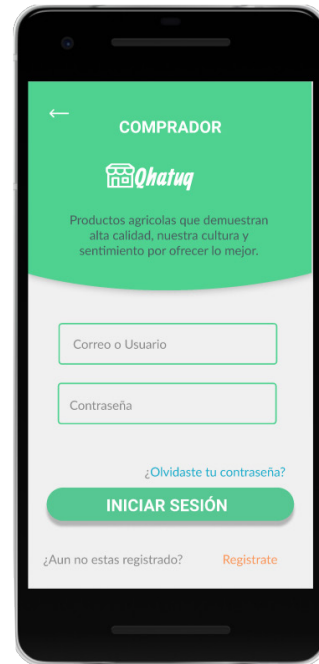 COMPRADOR
Qhatuq
Productos agricolas que demuestran
alta calidad, nuestra cultura y
sentimiento por ofrecer lo mejor.
Correo o Usuario
Contraseña
¿Olvidaste tu contraseña?
INICIAR SESIÓN
¿Aun no estas registrado? Registrate